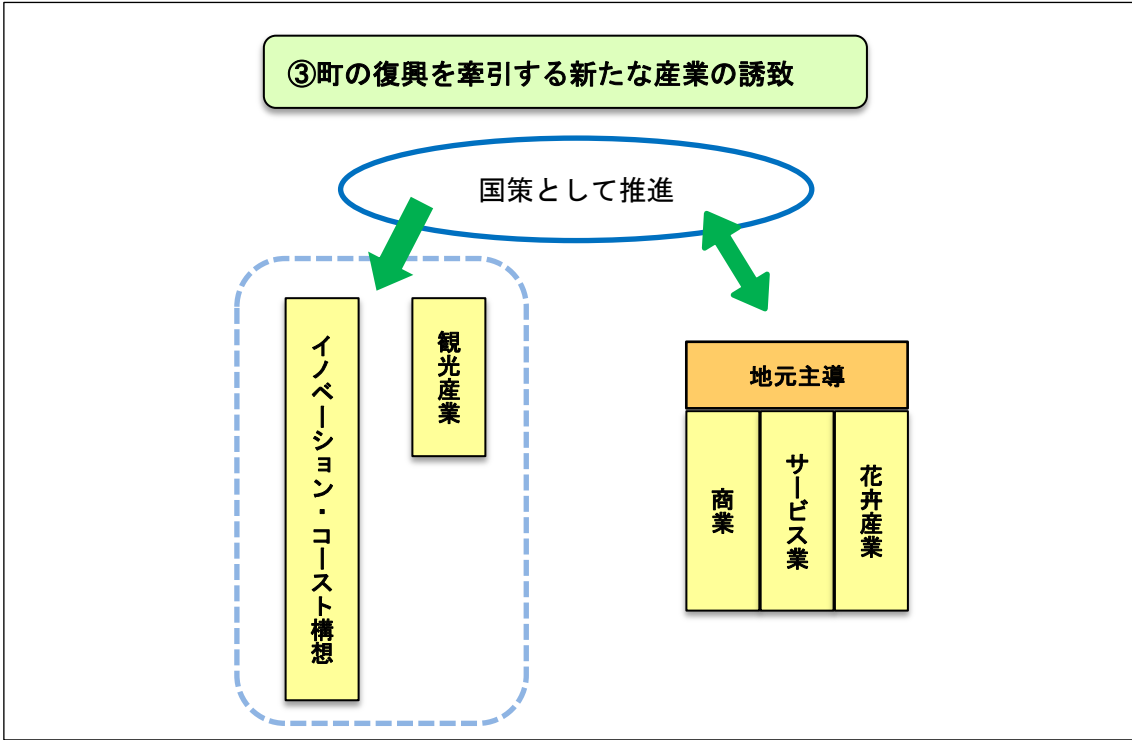 ③町の復興を牽引する新たな産業の誘致
国策として推進
イノベーション・コースト構想
観光産業
地元主導
商業
サービス業
花卉産業